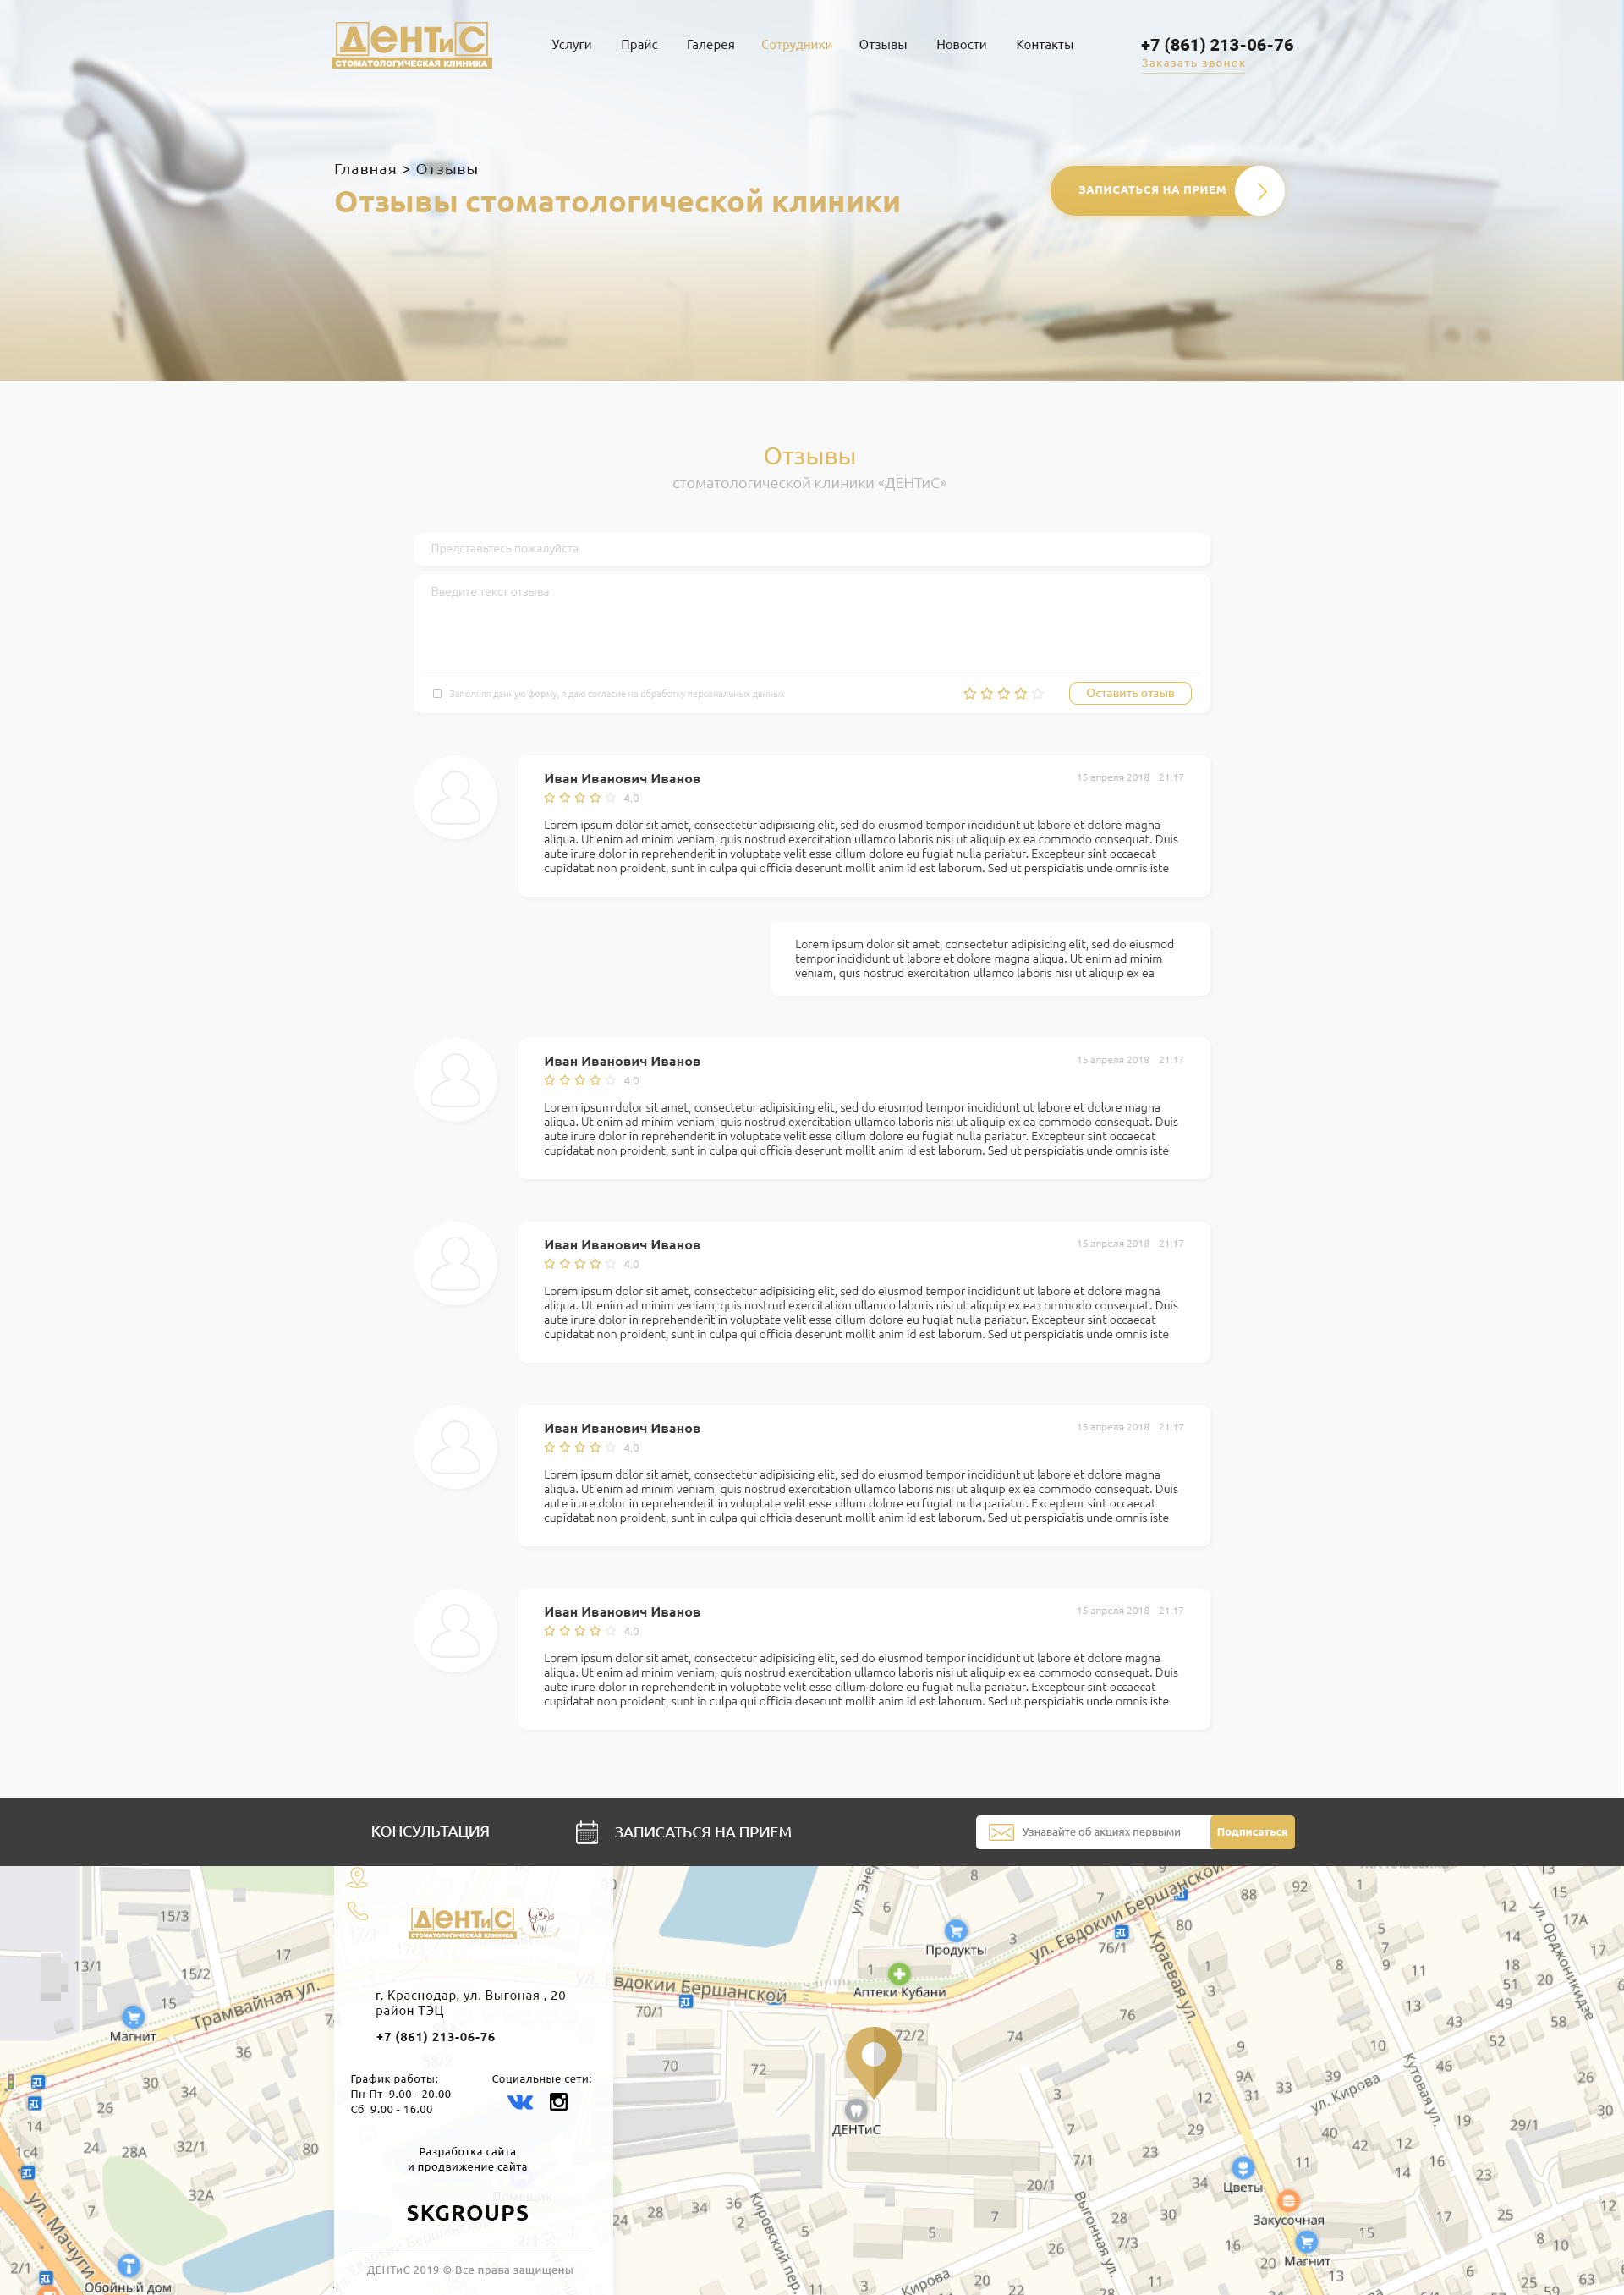 ДЕНТиС
СТОМАТОЛОГИЧЕСКАЯ КЛИНИКА
Услуги Прайс Галерея Сотрудники Отзывы Новости Контакты
+7 (861) 213-06-76
Заказать звонок
Главная > Отзывы
Отзывы стоматологической клиники
ЗАПИСАТЬСЯ НА ПРИЕМ
Отзывы
стоматологической клиники «ДЕНТиС»
Представьтесь пожалуйста
Введите текст отзыва
Заполняя данную форму, я даю согласие на обработку персональных данных
Оставить отзыв
Иван Иванович Иванов 15 апреля 2018 21:17
4.0
Lorem ipsum dolor sit amet, consectetur adipisicing elit, sed do eiusmod tempor incididunt ut labore et dolore magna
aliqua. Ut enim ad minim veniam, quis nostrud exercitation ullamco laboris nisi ut aliquip ex ea commodo consequat. Duis
aute irure dolor in reprehenderit in voluptate velit esse cillum dolore eu fugiat nulla pariatur. Excepteur sint occaecat
cupidatat non proident, sunt in culpa qui officia deserunt mollit anim id est laborum. Sed ut perspiciatis unde omnis iste
Lorem ipsum dolor sit amet, consectetur adipisicing elit, sed do eiusmod
tempor incididunt ut labore et dolore magna aliqua. Ut enim ad minim
veniam, quis nostrud exercitation ullamco laboris nisi ut aliquip ex ea
Иван Иванович Иванов 15 апреля 2018 21:17
4.0
Lorem ipsum dolor sit amet, consectetur adipisicing elit, sed do eiusmod tempor incididunt ut labore et dolore magna
aliqua. Ut enim ad minim veniam, quis nostrud exercitation ullamco laboris nisi ut aliquip ex ea commodo consequat. Duis
aute irure dolor in reprehenderit in voluptate velit esse cillum dolore eu fugiat nulla pariatur. Excepteur sint occaecat
cupidatat non proident, sunt in culpa qui officia deserunt mollit anim id est laborum. Sed ut perspiciatis unde omnis iste
Иван Иванович Иванов 15 апреля 2018 21:17
4.0
Lorem ipsum dolor sit amet, consectetur adipisicing elit, sed do eiusmod tempor incididunt ut labore et dolore magna
aliqua. Ut enim ad minim veniam, quis nostrud exercitation ullamco laboris nisi ut aliquip ex ea commodo consequat. Duis
aute irure dolor in reprehenderit in voluptate velit esse cillum dolore eu fugiat nulla pariatur. Excepteur sint occaecat
cupidatat non proident, sunt in culpa qui officia deserunt mollit anim id est laborum. Sed ut perspiciatis unde omnis iste
Иван Иванович Иванов 15 апреля 2018 21:17
4.0
Lorem ipsum dolor sit amet, consectetur adipisicing elit, sed do eiusmod tempor incididunt ut labore et dolore magna
aliqua. Ut enim ad minim veniam, quis nostrud exercitation ullamco laboris nisi ut aliquip ex ea commodo consequat. Duis
aute irure dolor in reprehenderit in voluptate velit esse cillum dolore eu fugiat nulla pariatur. Excepteur sint occaecat
cupidatat non proident, sunt in culpa qui officia deserunt mollit anim id est laborum. Sed ut perspiciatis unde omnis iste
Иван Иванович Иванов 15 апреля 2018 21:17
4.0
Lorem ipsum dolor sit amet, consectetur adipisicing elit, sed do eiusmod tempor incididunt ut labore et dolore magna
aliqua. Ut enim ad minim veniam, quis nostrud exercitation ullamco laboris nisi ut aliquip ex ea commodo consequat. Duis
aute irure dolor in reprehenderit in voluptate velit esse cillum dolore eu fugiat nulla pariatur. Excepteur sint occaecat
cupidatat non proident, sunt in culpa qui officia deserunt mollit anim id est laborum. Sed ut perspiciatis unde omnis iste
КОНСУЛЬТАЦИЯ
ЗАПИСАТЬСЯ НА ПРИЕМ
Узнавайте об акциях первыми
Подписаться
ДЕНТиС
СТОМАТОЛОГИЧЕСКАЯ КЛИНИКА
г. Краснодар, ул. Выгоная , 20
район ТЭЦ
+7 (861) 213-06-76
График работы:
Пн-Пт 9.00 - 20.00
Сб 9.00 - 16.00
Социальные сети:
Разработка сайта
и продвижение сайта
SKGROUPS
ДЕНТиС 2019 © Все права защищены
Трамвайная ул.
Магнит
ул. Мачуги
Обойный дом
ул. Евдокии Бершанской
ул. Евдокии Бершанской
Продукты
Аптеки Кубани
ДЕНТиС
Краевая ул.
ул. Орджоникидзе
ул. Кирова
Кутовая ул.
Цветы
Закусочная
Магнит
Выгонная ул.
Кировский пер.
Кирова